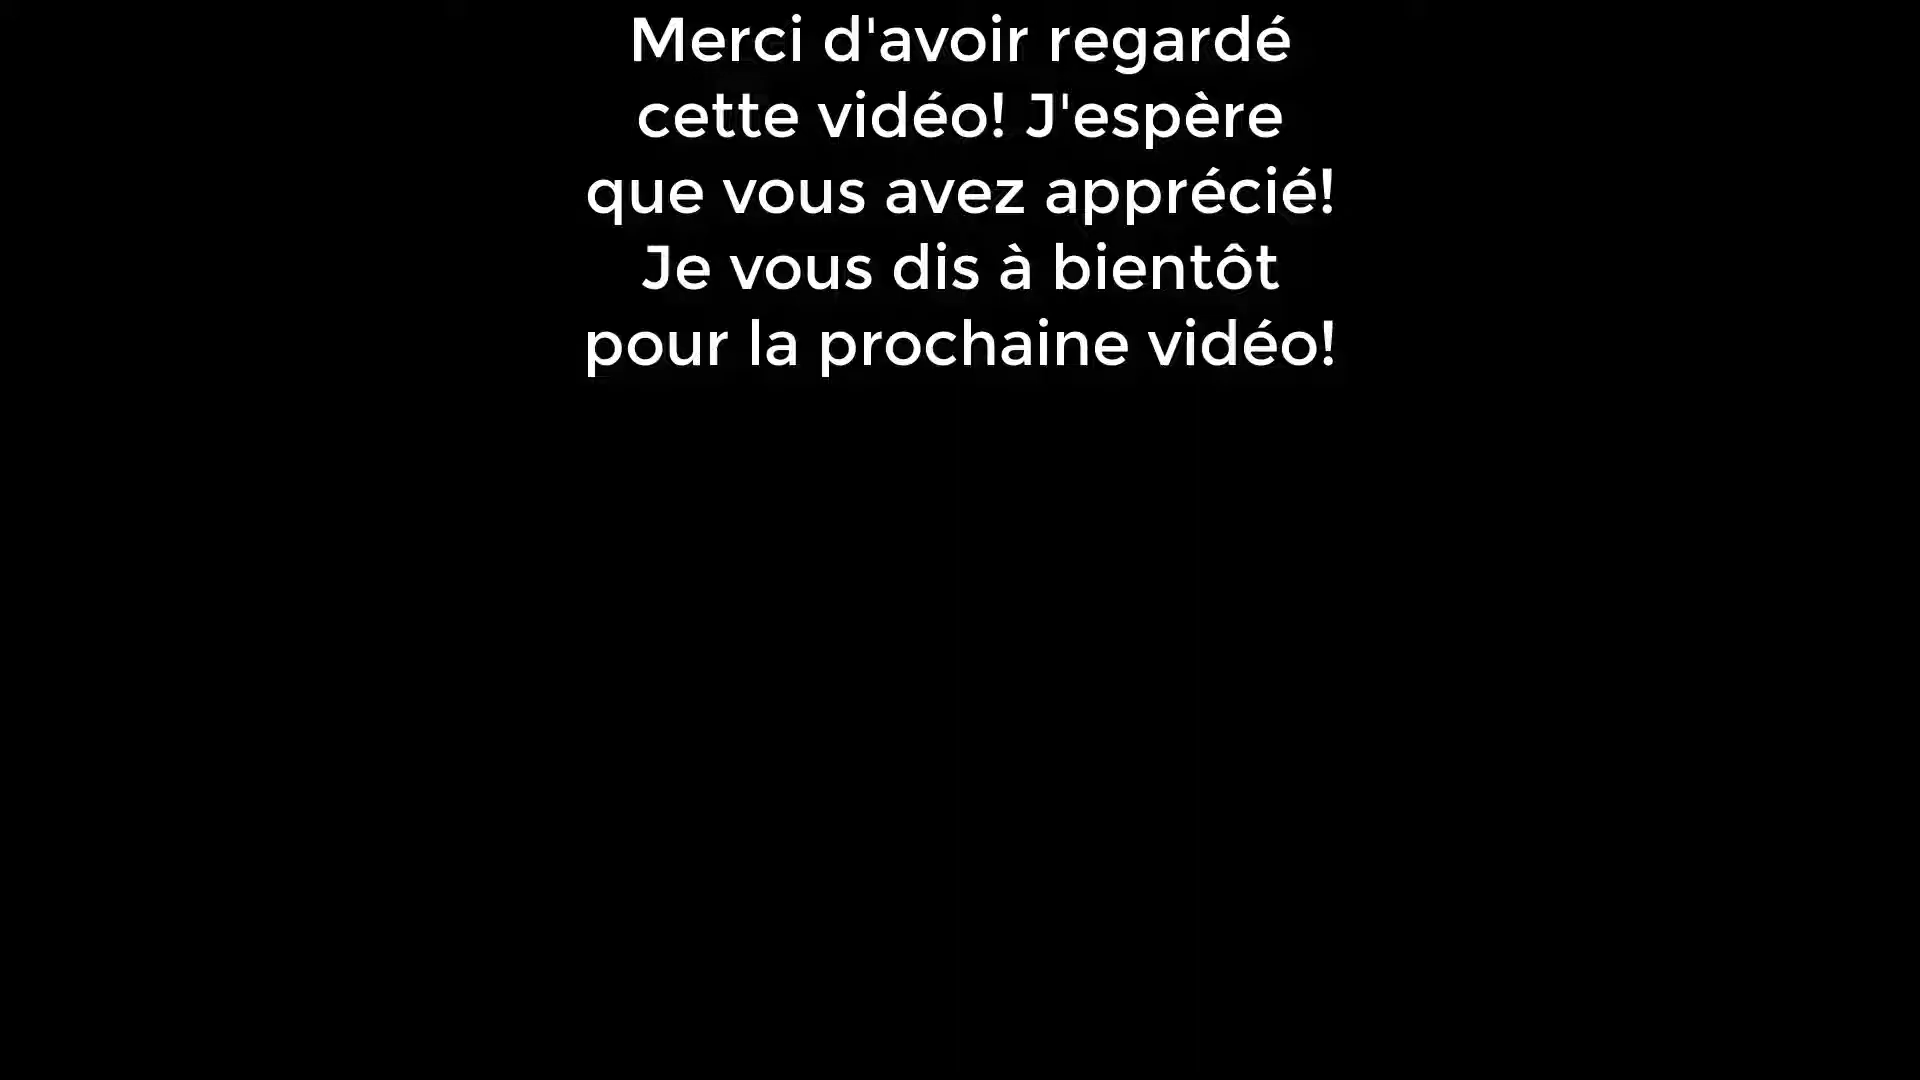 Merci d'avoir regardé
cette vidéo! J'espère
que vous avez apprécié!
Je vous dis à bientôt
pour la prochaine vidéo!